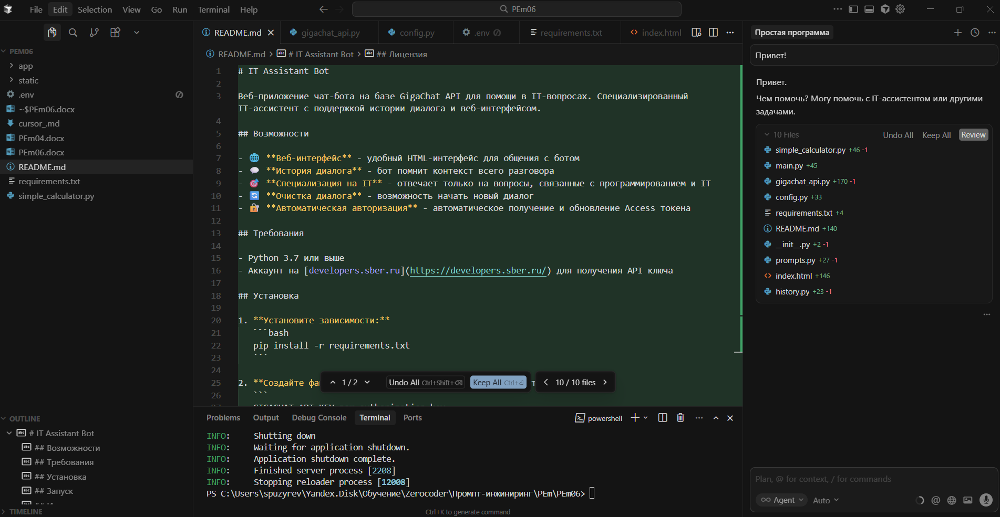 File Edit Selection View Go Run Terminal Help
PEm06
PEM06
app
static
.env
~$PEm06.docx
cursor_.md
PEm04.docx
PEm06.docx
README.md
requirements.txt
simple_calculator.py
OUTLINE
# IT Assistant Bot
## Возможности
## Требования
## Установка
## Запуск
TIMELINE
README.md gigachat_api.py config.py .env requirements.txt index.html
README.md > # IT Assistant Bot > ## Лицензия
1 # IT Assistant Bot
2
3 Веб-приложение чат-бота на базе GigaChat API для помощи в IT-вопросах. Специализированный
IT-ассистент с поддержкой истории диалога и веб-интерфейсом.
4
5 ## Возможности
6
7 - 🌐 **Веб-интерфейс** - удобный HTML-интерфейс для общения с ботом
8 - 💬 **История диалога** - бот помнит контекст всего разговора
9 - 🎯 **Специализация на IT** - отвечает только на вопросы, связанные с программированием и IT
10 - 🔄 **Очистка диалога** - возможность начать новый диалог
11 - 🔐 **Автоматическая авторизация** - автоматическое получение и обновление Access токена
12
13 ## Требования
14
15 - Python 3.7 или выше
16 - Аккаунт на [developers.sber.ru](https://developers.sber.ru/) для получения API ключа
17
18 ## Установка
19
20 1. **Установите зависимости:**
21 ```bash
22 pip install -r requirements.txt
23 ```
24
25 2. **Создайте фа
26 ```
1 / 2 Undo All Ctrl+Shift+⌫ Keep All Ctrl+⏎ 10 / 10 files
Problems Output Debug Console Terminal Ports
powershell
INFO: Shutting down
INFO: Waiting for application shutdown.
INFO: Application shutdown complete.
INFO: Finished server process [2208]
INFO: Stopping reloader process [12008]
PS C:\Users\spuzyrev\Yandex.Disk\Обучение\Zerocoder\Промпт-инжиниринг\PEm\PEm06>
Ctrl+K to generate command
Простая программа
Привет!
Привет.
Чем помочь? Могу помочь с IT-ассистентом или другими
задачами.
10 Files Undo All Keep All Review
simple_calculator.py +46 -1
main.py +45
gigachat_api.py +170 -1
config.py +33
requirements.txt +4
README.md +140
__init__.py +2 -1
prompts.py +27 -1
index.html +146
history.py +23 -1
Plan, @ for context, / for commands
Agent Auto